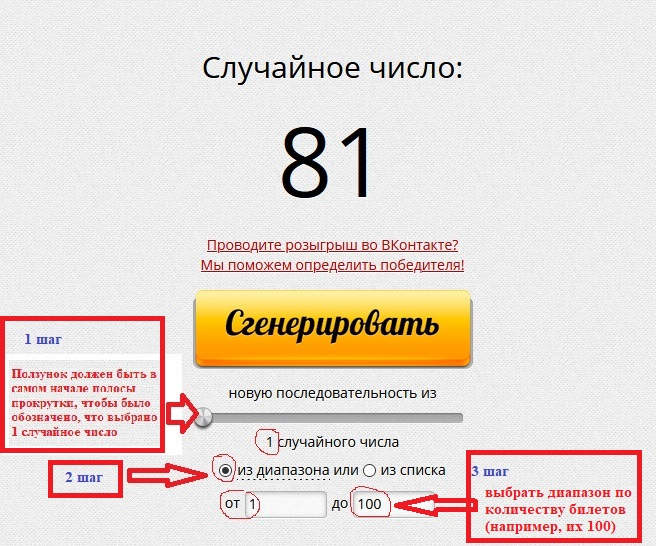 Случайное число:
81
Проводите розыгрыш во ВКонтакте?
Мы поможем определить победителя!
Сгенерировать
новую последовательность из
1 шаг
Ползунок должен быть в
самом начале полосы
прокрутки, чтобы было
обозначено, что выбрано
1 случайное число
1 случайного числа
2 шаг
из диапазона или из списка
от 1 до 100
3 шаг
выбрать диапазон по
количеству билетов
(например, их 100)